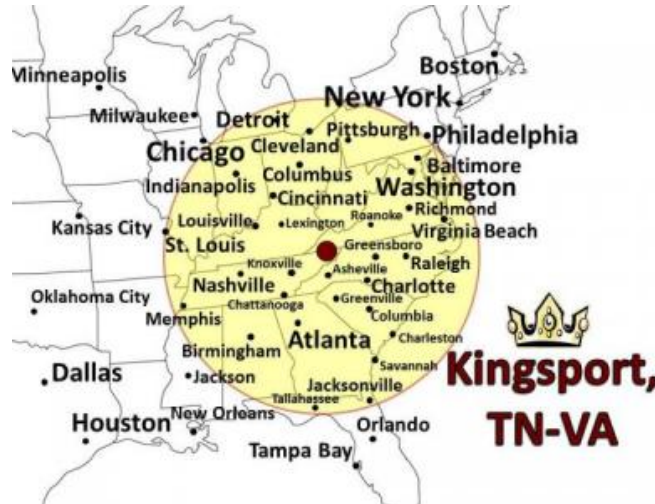 Boston
Minneapolis
New York
Milwaukee
Detroit
Pittsburgh
Philadelphia
Chicago
Cleveland
Baltimore
Indianapolis
Columbus
Washington
Cincinnati
Richmond
Kansas City
Louisville
Lexington
Roanoke
Virginia Beach
St. Louis
Greensboro
Knoxville
Asheville
Raleigh
Nashville
Charlotte
Oklahoma City
Chattanooga
Greenville
Memphis
Columbia
Atlanta
Charleston
Birmingham
Savannah
Kingsport,
TN-VA
Dallas
Jackson
Jacksonville
Tallahassee
Houston
New Orleans
Orlando
Tampa Bay